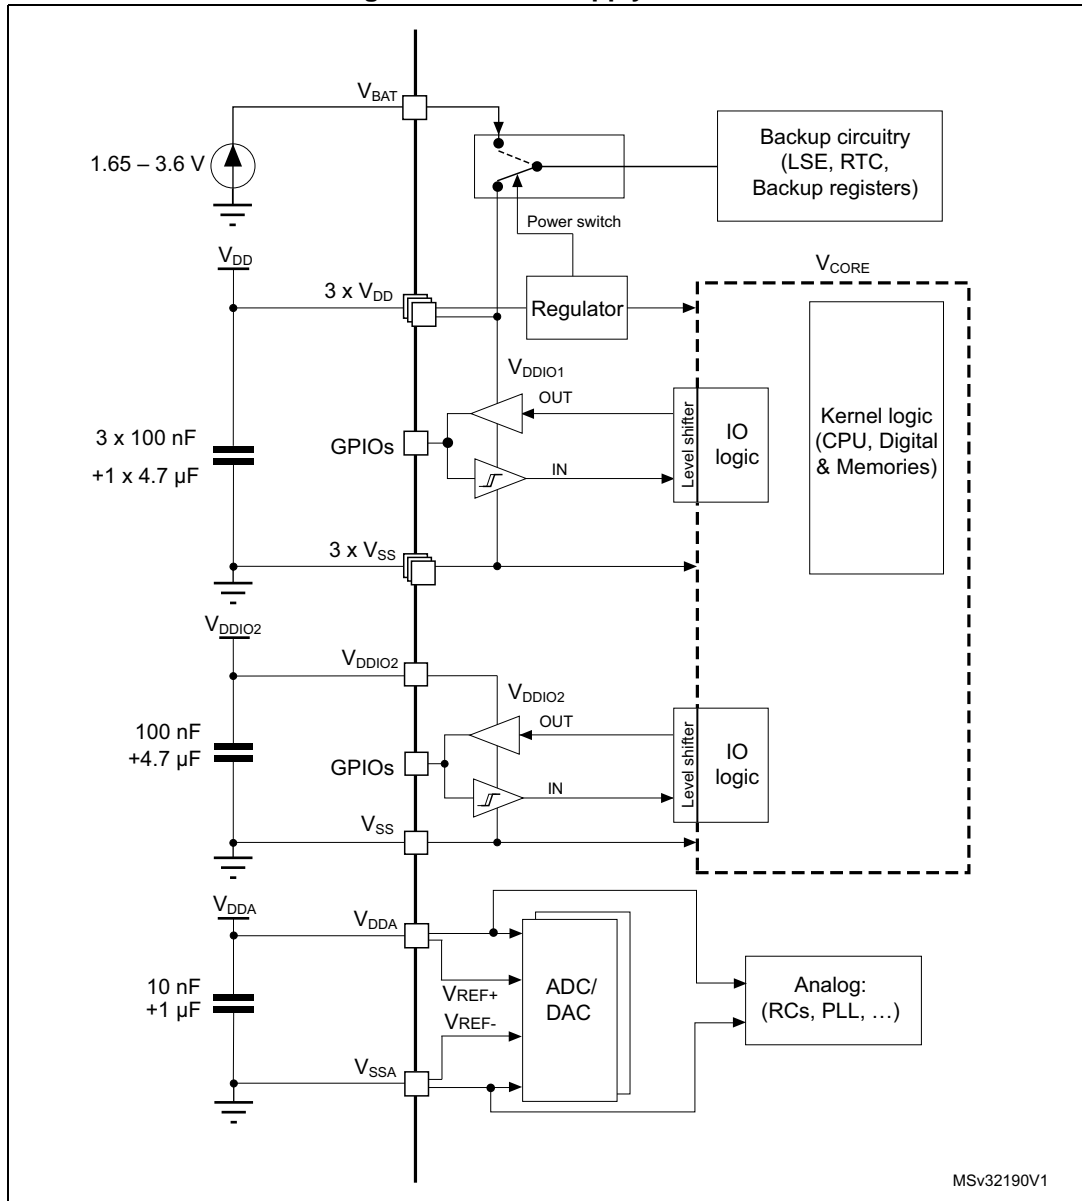 VBAT
1.65 – 3.6 V
Backup circuitry
(LSE, RTC,
Backup registers)
Power switch
VDD
3 x VDD
Regulator
VCORE
VDDIO1
OUT
3 x 100 nF
+1 x 4.7 µF
GPIOs
IN
Level shifter
IO
logic
Kernel logic
(CPU, Digital
& Memories)
3 x VSS
VDDIO2
VDDIO2
VDDIO2
OUT
100 nF
+4.7 µF
GPIOs
IN
Level shifter
IO
logic
VSS
VDDA
VDDA
10 nF
+1 µF
VREF+
VREF-
ADC/
DAC
Analog:
(RCs, PLL, …)
VSSA
MSv32190V1